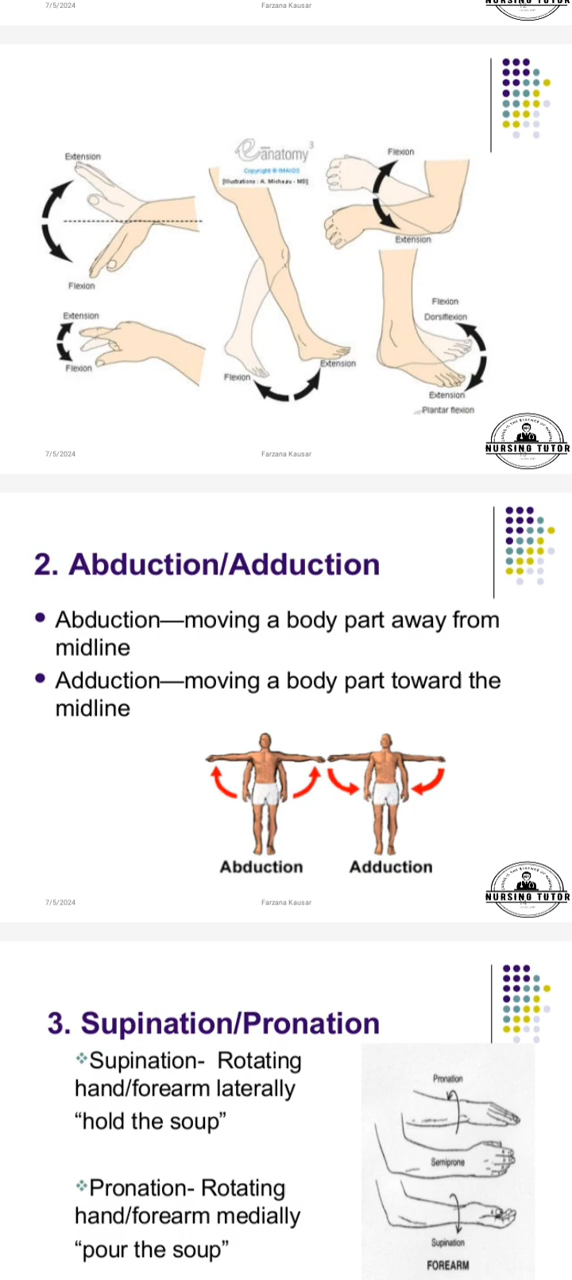 7/5/2024
Farzana Kausar
NURSING TUTOR
eanatomy3
Copyright © IMAIOS
[Illustrations : A. Micheau - MD]
Extension
Flexion
Extension
Flexion
Flexion
Extension
Flexion
Extension
Flexion
Dorsiflexion
Extension
Plantar flexion
7/5/2024
Farzana Kausar
NURSING TUTOR
2. Abduction/Adduction
• Abduction—moving a body part away from
midline
• Adduction—moving a body part toward the
midline
Abduction
Adduction
7/5/2024
Farzana Kausar
NURSING TUTOR
3. Supination/Pronation
❖Supination- Rotating
hand/forearm laterally
“hold the soup”
❖Pronation- Rotating
hand/forearm medially
“pour the soup”
Pronation
Semiprone
Supination
FOREARM